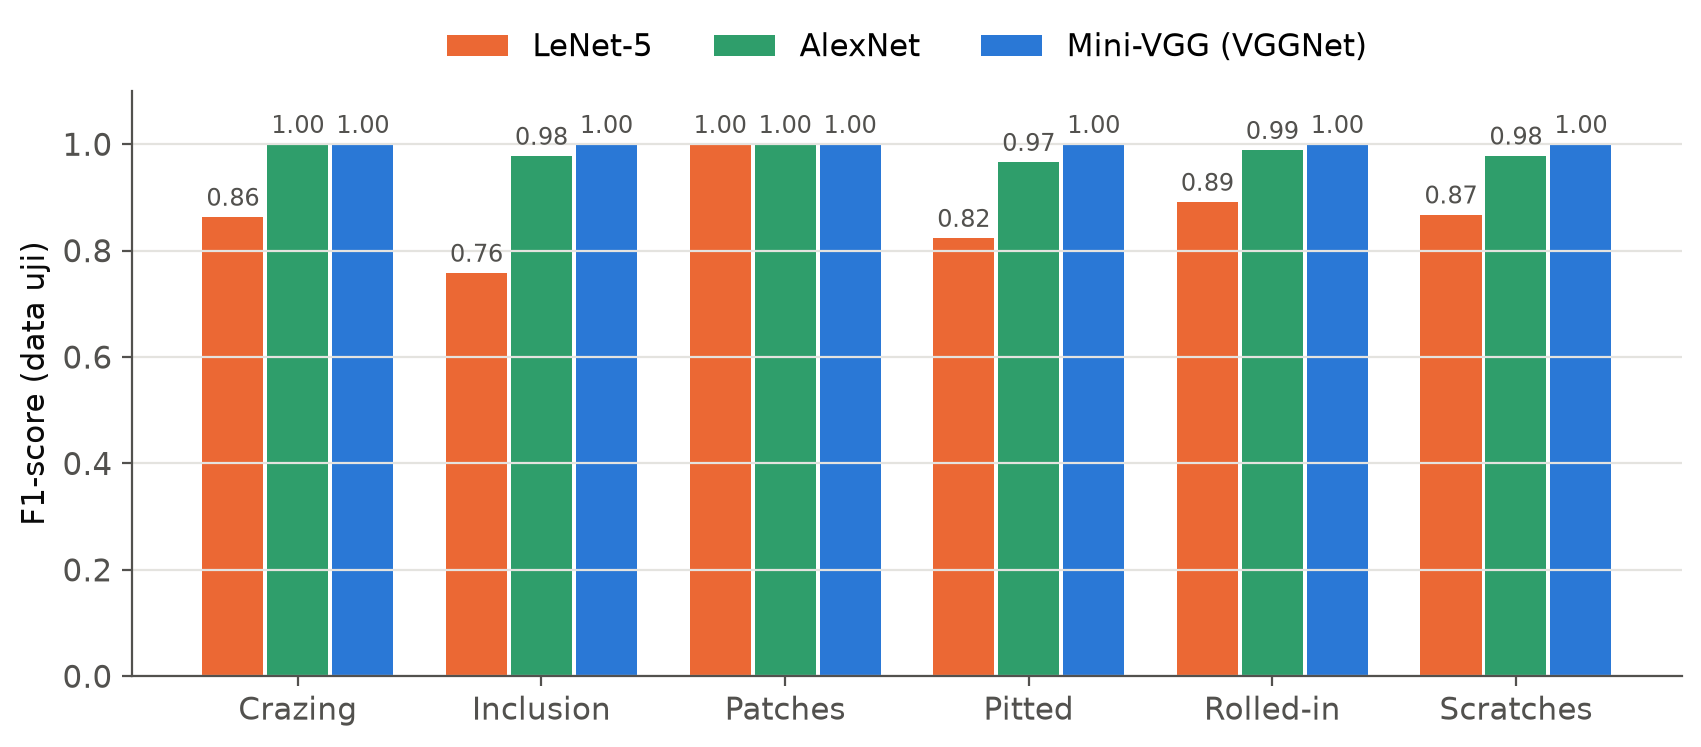 LeNet-5 AlexNet Mini-VGG (VGGNet)
F1-score (data uji)
1.0
0.8
0.6
0.4
0.2
0.0
0.86 1.00 1.00
0.76 0.98 1.00
1.00 1.00 1.00
0.82 0.97 1.00
0.89 0.99 1.00
0.87 0.98 1.00
Crazing Inclusion Patches Pitted Rolled-in Scratches